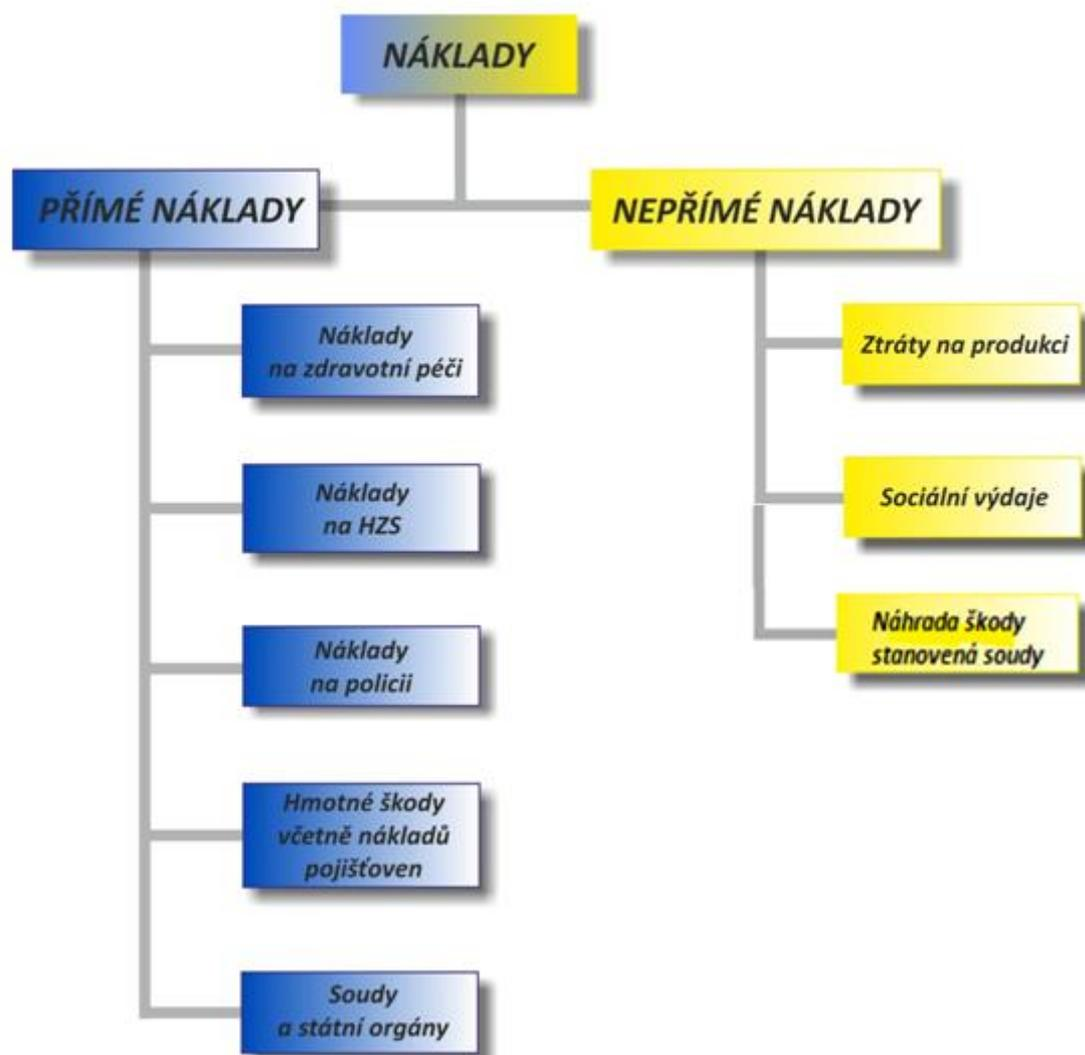 NÁKLADY
PŘÍMÉ NÁKLADY
NEPŘÍMÉ NÁKLADY
Náklady
na zdravotní péči
Náklady
na HZS
Náklady
na policii
Hmotné škody
včetně nákladů
pojišťoven
Soudy
a státní orgány
Ztráty na produkci
Sociální výdaje
Náhrada škody
stanovená soudy